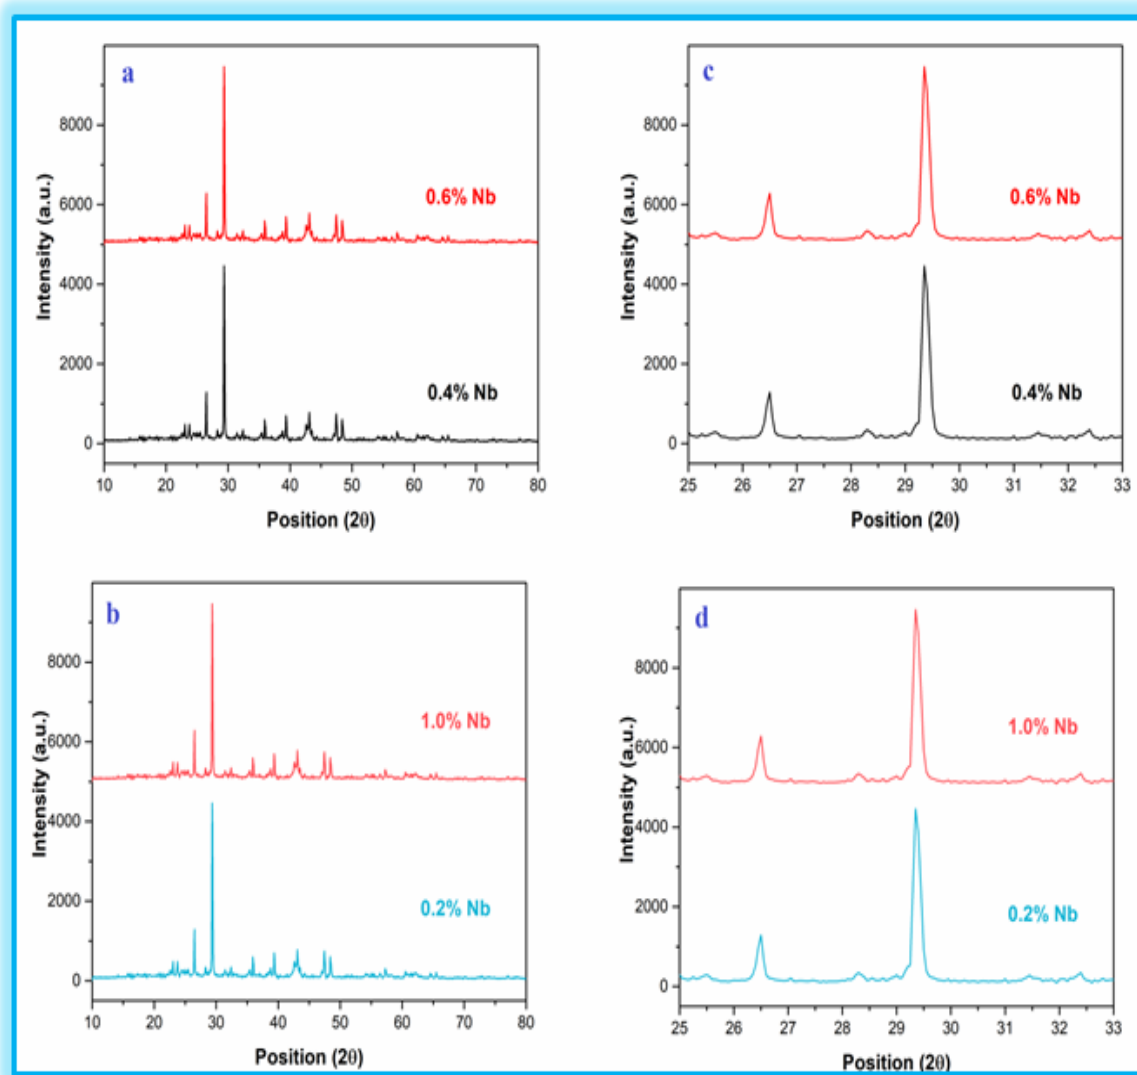 a
8000
6000
4000
2000
0
0.6% Nb
0.4% Nb
Intensity (a.u.)
10 20 30 40 50 60 70 80
Position (2θ)
c
8000
6000
4000
2000
0
0.6% Nb
0.4% Nb
Intensity (a.u.)
25 26 27 28 29 30 31 32 33
Position (2θ)
b
8000
6000
4000
2000
0
1.0% Nb
0.2% Nb
Intensity (a.u.)
10 20 30 40 50 60 70 80
Position (2θ)
d
8000
6000
4000
2000
0
1.0% Nb
0.2% Nb
Intensity (a.u.)
25 26 27 28 29 30 31 32 33
Position (2θ)